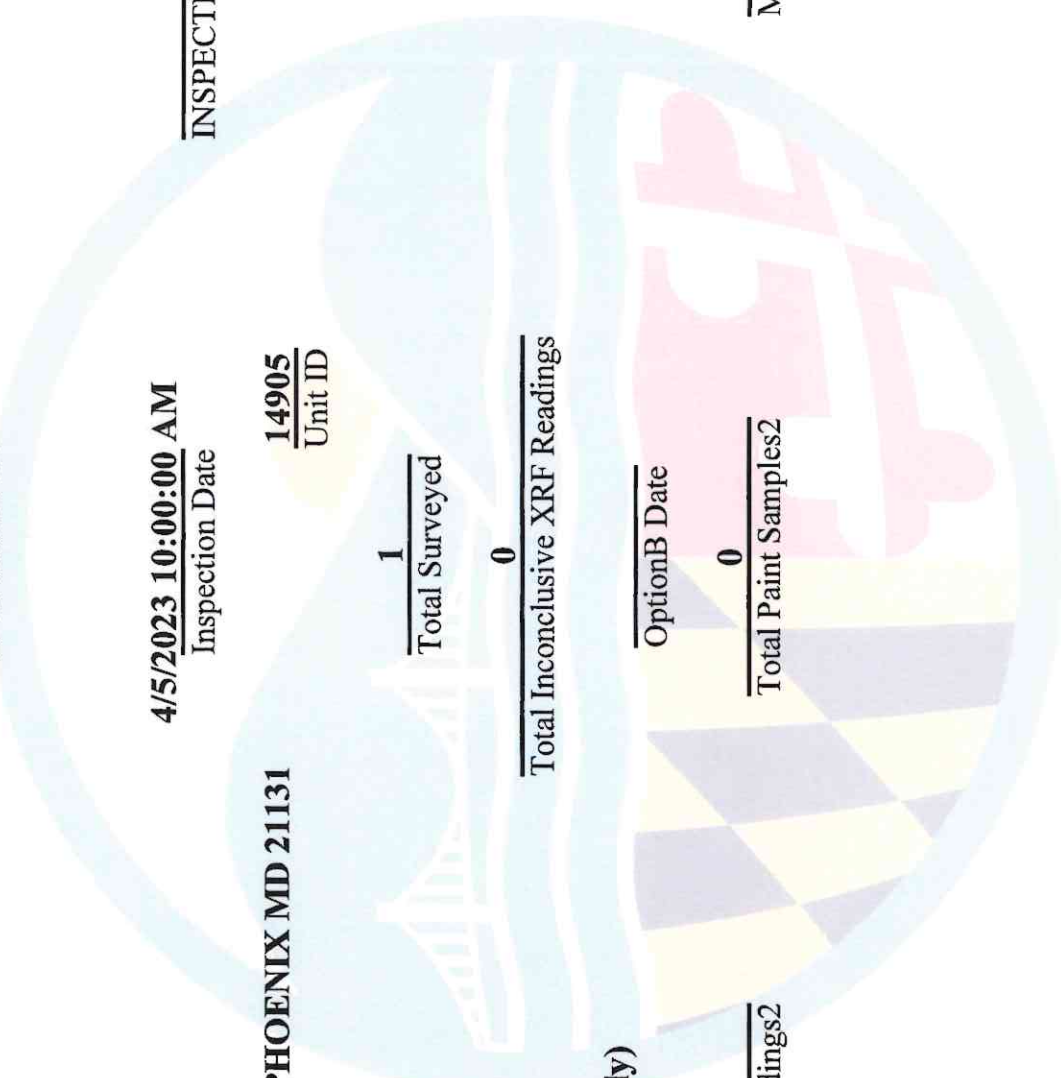 INSPECTI
4/5/2023 10:00:00 AM
Inspection Date
PHOENIX MD 21131
14905
Unit ID
1
Total Surveyed
0
Total Inconclusive XRF Readings
ly)
OptionB Date
0
dings2
Total Paint Samples2
M